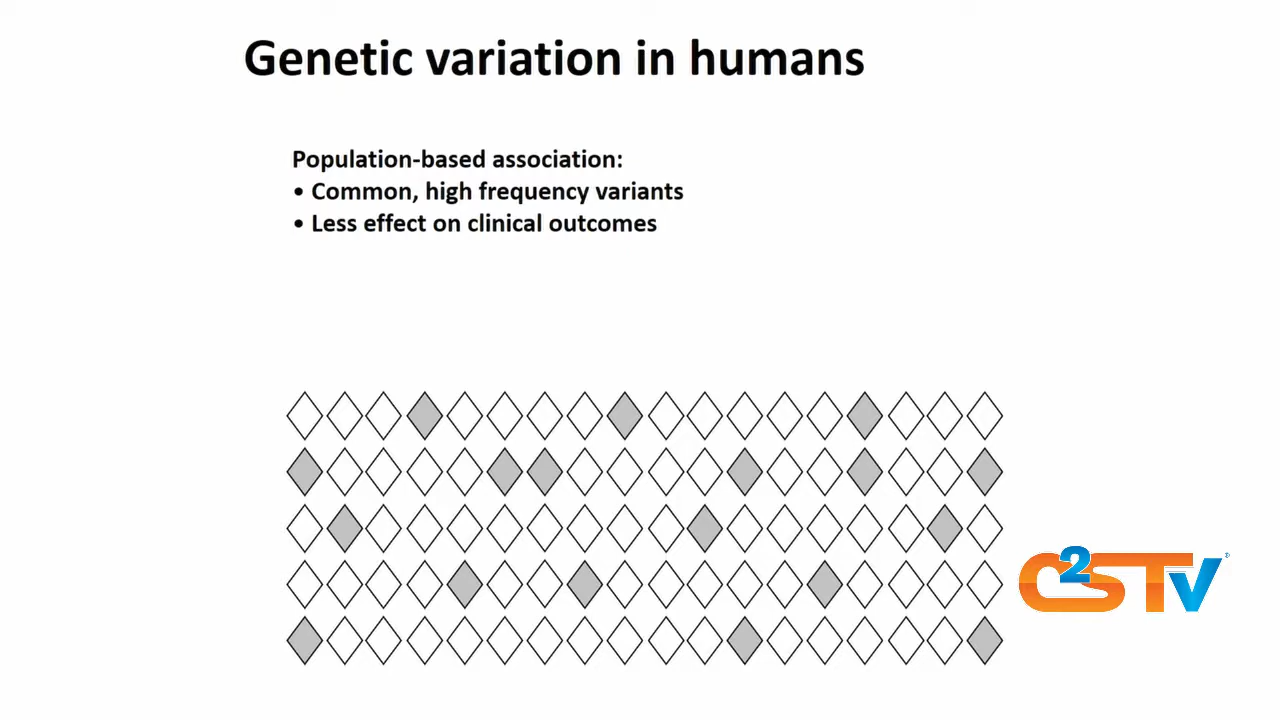 Genetic variation in humans
Population-based association:
• Common, high frequency variants
• Less effect on clinical outcomes
C2STV®